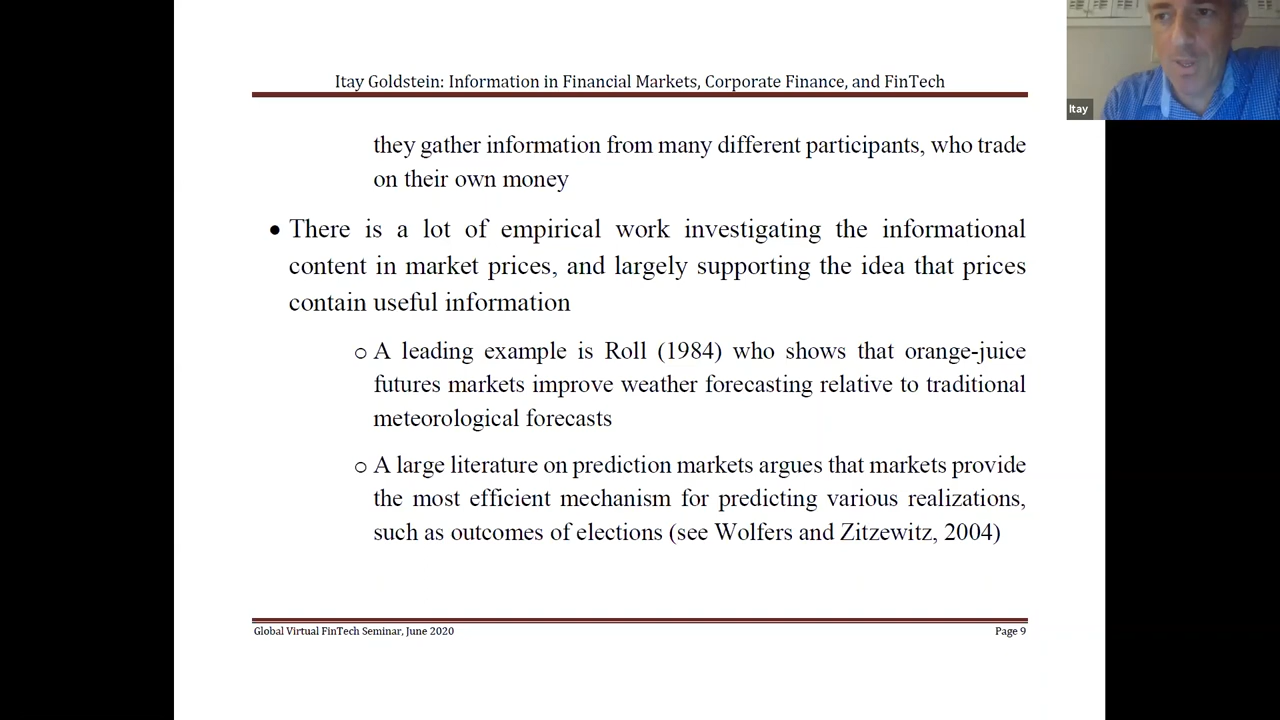 Itay Goldstein: Information in Financial Markets, Corporate Finance, and FinTech
Itay
they gather information from many different participants, who trade
on their own money
• There is a lot of empirical work investigating the informational
content in market prices, and largely supporting the idea that prices
contain useful information
o A leading example is Roll (1984) who shows that orange-juice
futures markets improve weather forecasting relative to traditional
meteorological forecasts
o A large literature on prediction markets argues that markets provide
the most efficient mechanism for predicting various realizations,
such as outcomes of elections (see Wolfers and Zitzewitz, 2004)
Global Virtual FinTech Seminar, June 2020
Page 9